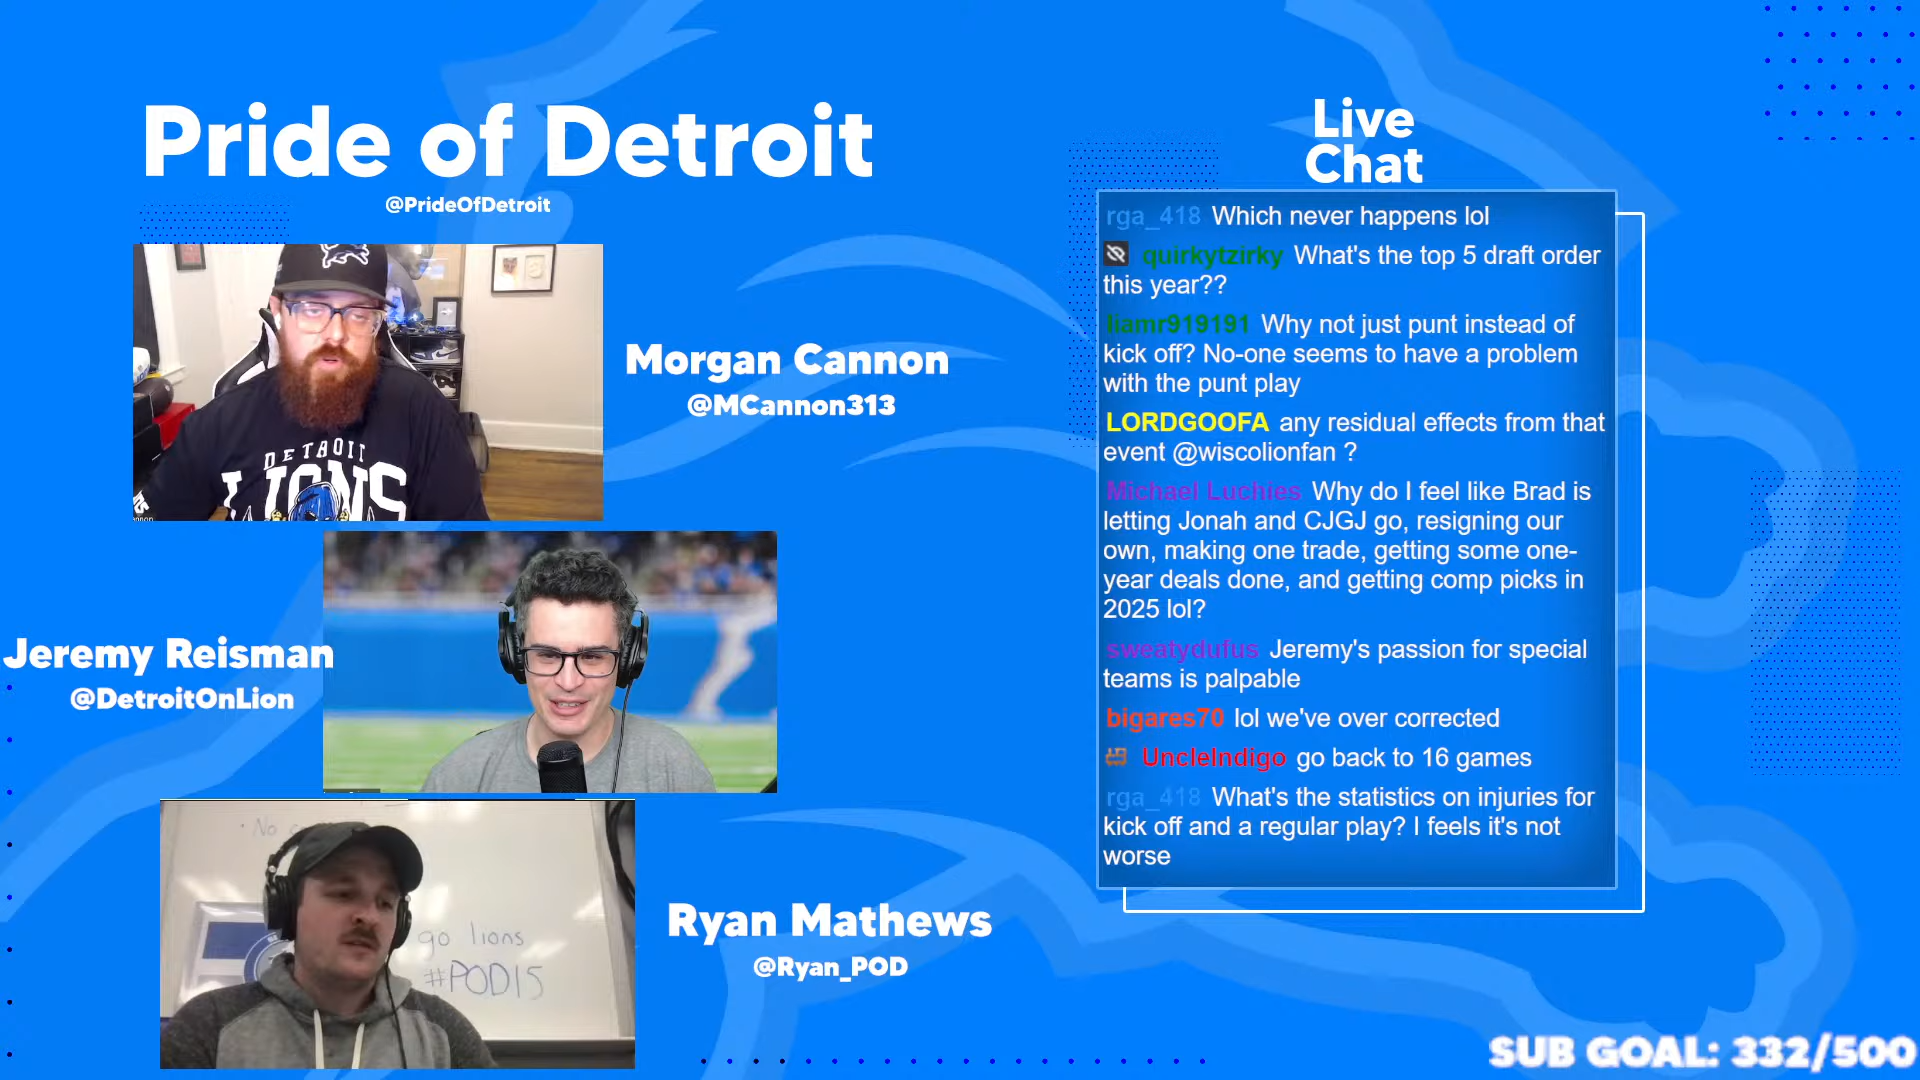 Pride of Detroit
@PrideOfDetroit
DETROIT
LIONS
Morgan Cannon
@MCannon313
Jeremy Reisman
@DetroitOnLion
go lions
#POD15
Ryan Mathews
@Ryan_POD
Live
Chat
rga_418 Which never happens lol
quirkytzirky What's the top 5 draft order
this year??
liamr919191 Why not just punt instead of
kick off? No-one seems to have a problem
with the punt play
LORDGOOFA any residual effects from that
event @wiscolionfan ?
Michael Luchies Why do I feel like Brad is
letting Jonah and CJGJ go, resigning our
own, making one trade, getting some one-
year deals done, and getting comp picks in
2025 lol?
sweatydufus Jeremy's passion for special
teams is palpable
bigares70 lol we've over corrected
UncleIndigo go back to 16 games
rga_418 What's the statistics on injuries for
kick off and a regular play? I feels it's not
worse
SUB GOAL: 332/500